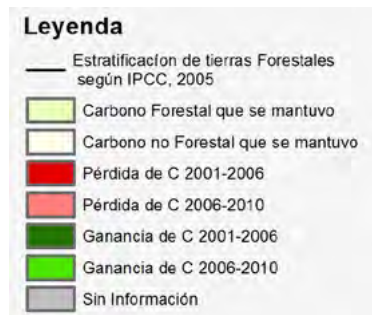 Leyenda
Estratificacíon de tierras Forestales
según IPCC, 2005
Carbono Forestal que se mantuvo
Carbono no Forestal que se mantuvo
Pérdida de C 2001-2006
Pérdida de C 2006-2010
Ganancia de C 2001-2006
Ganancia de C 2006-2010
Sin Información